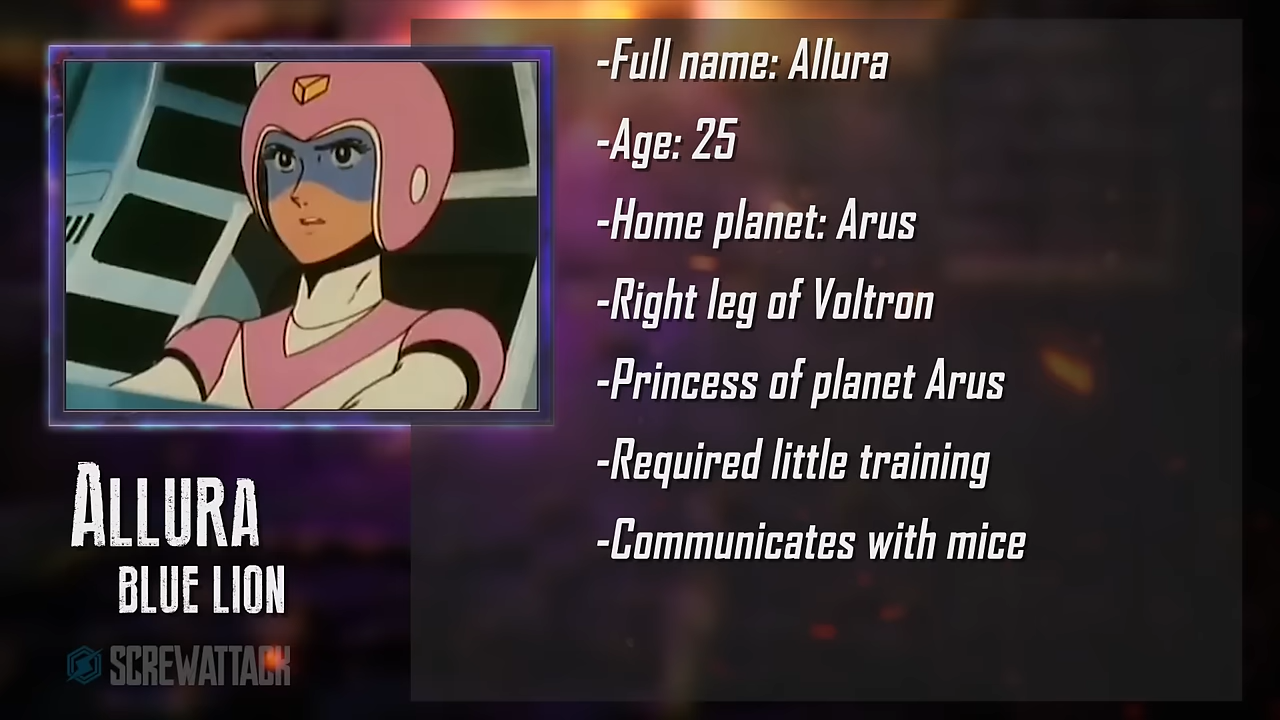 -Full name: Allura
-Age: 25
-Home planet: Arus
-Right leg of Voltron
-Princess of planet Arus
-Required little training
-Communicates with mice
ALLURA
BLUE LION
SCREWATTACK